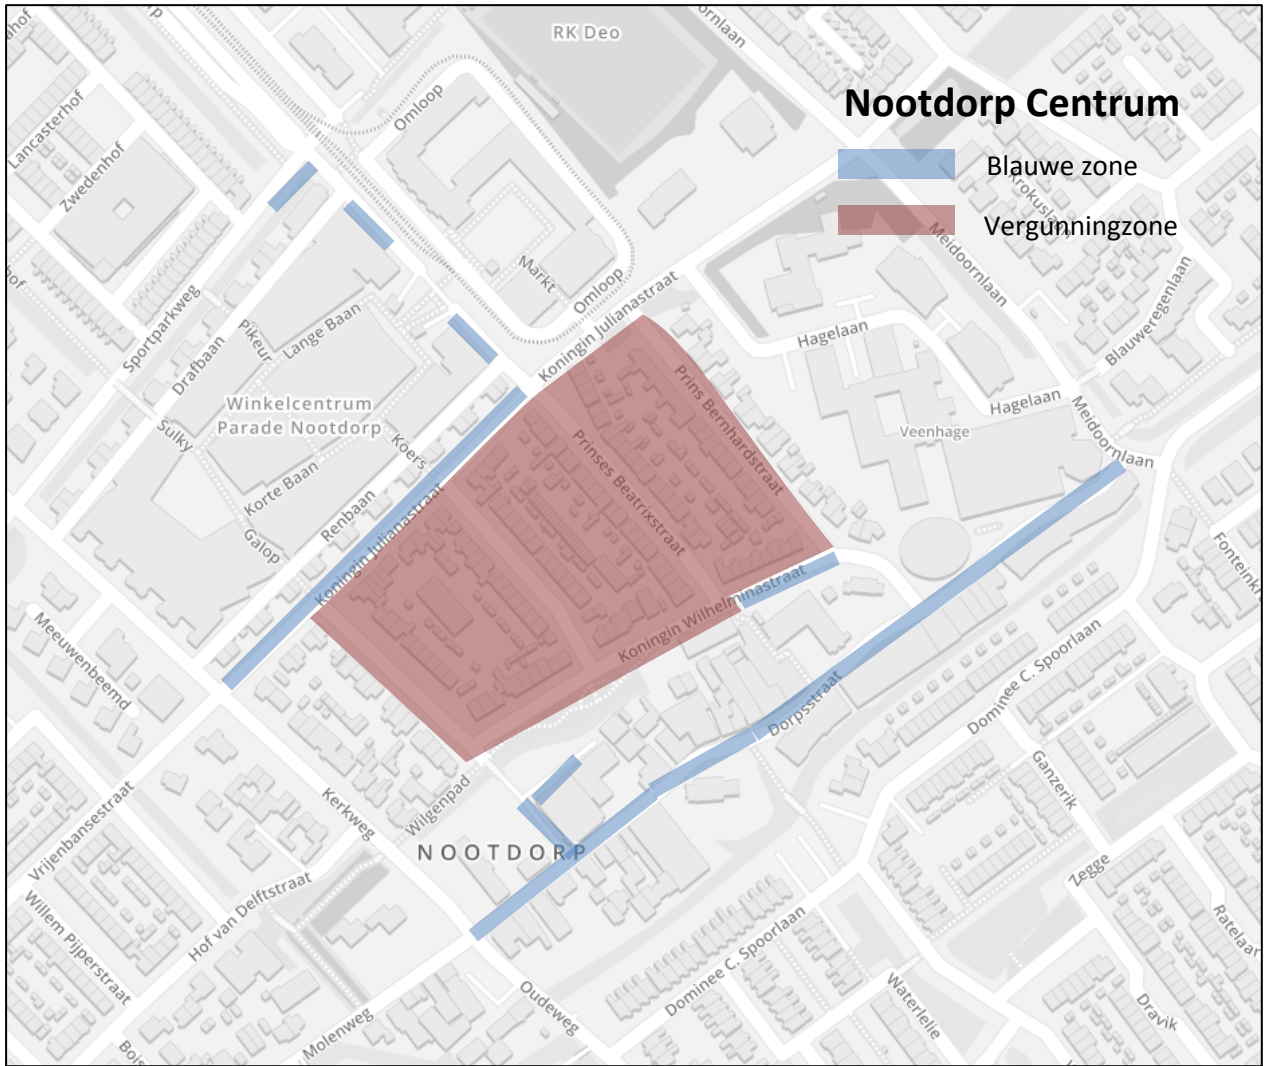 RK Deo
Nootdorp Centrum
Blauwe zone
Vergunningzone
Omloop
Lancasterhof
Zwedenhof
Krokuslaan
Meidoornlaan
Blauweregenlaan
Markt
Omloop
Koningin Julianastraat
Hagelaan
Sportparkweg
Pikeur
Lange Baan
Drafbaan
Prins Bernhardstraat
Hagelaan
Winkelcentrum
Parade Nootdorp
Veenhage
Meidoornlaan
Sulky
Koers
Prinses Beatrixstraat
Korte Baan
Renbaan
Galop
Koningin Julianastraat
Koningin Wilhelminastraat
Meeuwenbeemd
Dominee C. Spoorlaan
Dorpsstraat
Ganzerik
Vrijenbansestraat
Kerkweg
Wilgenpad
NOOTDORP
Zegge
Hof van Delftstraat
Willem Pijperstraat
Dominee C. Spoorlaan
Ratelaar
Waterlelie
Oudeweg
Dravik
Molenweg